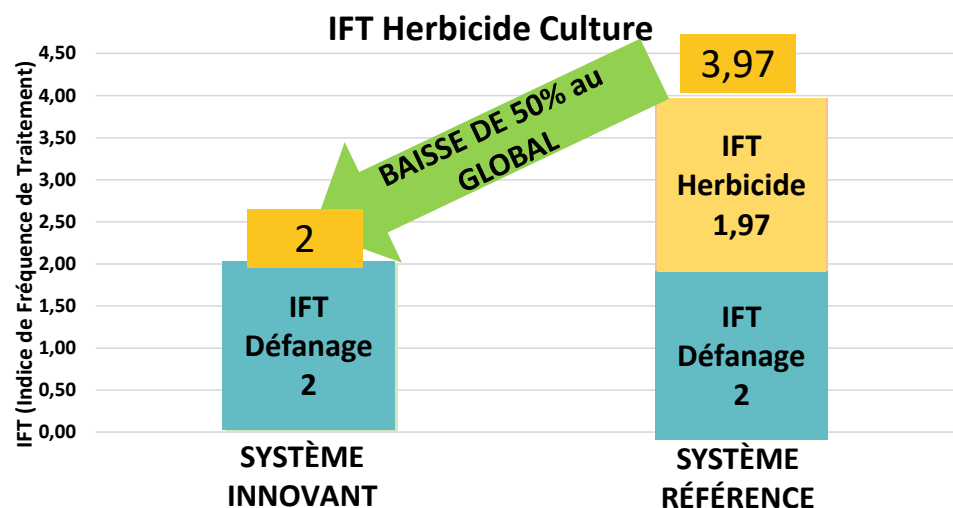 IFT Herbicide Culture
IFT (Indice de Fréquence de Traitement)
4,50
4,00
3,50
3,00
2,50
2,00
1,50
1,00
0,50
0,00
BAISSE DE 50% au
GLOBAL
2
IFT
Défanage
2
3,97
IFT
Herbicide
1,97
IFT
Défanage
2
SYSTÈME
INNOVANT
SYSTÈME
RÉFÉRENCE